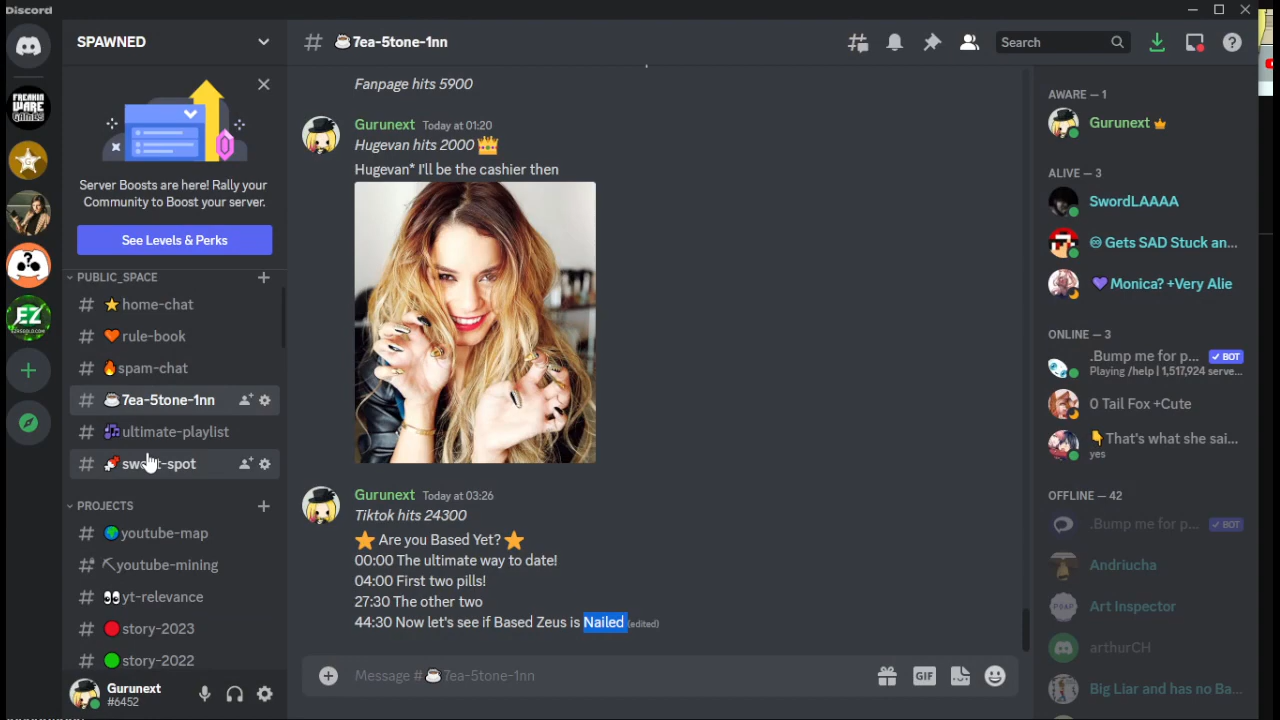 Discord
SPAWNED
Server Boosts are here! Rally your
Community to Boost your server.
See Levels & Perks
PUBLIC_SPACE
# ⭐home-chat
# 🧡rule-book
# 🔥spam-chat
# ☕7ea-5tone-1nn
# 🎶ultimate-playlist
-spot
PROJECTS
# 🌍youtube-map
# ⛏youtube-mining
# 👀yt-relevance
# 🔴story-2023
# 🟢story-2022
Gurunext
#6452
FREAKIN
WARE
GAMES
G
EZ
# ☕7ea-5tone-1nn
Search
Fanpage hits 5900
Gurunext Today at 01:20
Hugevan hits 2000 👑
Hugevan* I'll be the cashier then
Gurunext Today at 03:26
Tiktok hits 24300
⭐ Are you Based Yet? ⭐
00:00 The ultimate way to date!
04:00 First two pills!
27:30 The other two
44:30 Now let's see if Based Zeus is Nailed (edited)
Message #☕7ea-5tone-1nn
GIF
AWARE — 1
Gurunext
ALIVE — 3
SwordLAAAA
♾ Gets SAD Stuck an...
💜Monica? +Very Alie
ONLINE — 3
.Bump me for p... ✓ BOT
Playing /help | 1,517,924 serve...
0 Tail Fox +Cute
👇That's what she sai...
yes
OFFLINE — 42
.Bump me for p... ✓ BOT
Andriucha
Art Inspector
arthurCH
Big Liar and has no Ba...